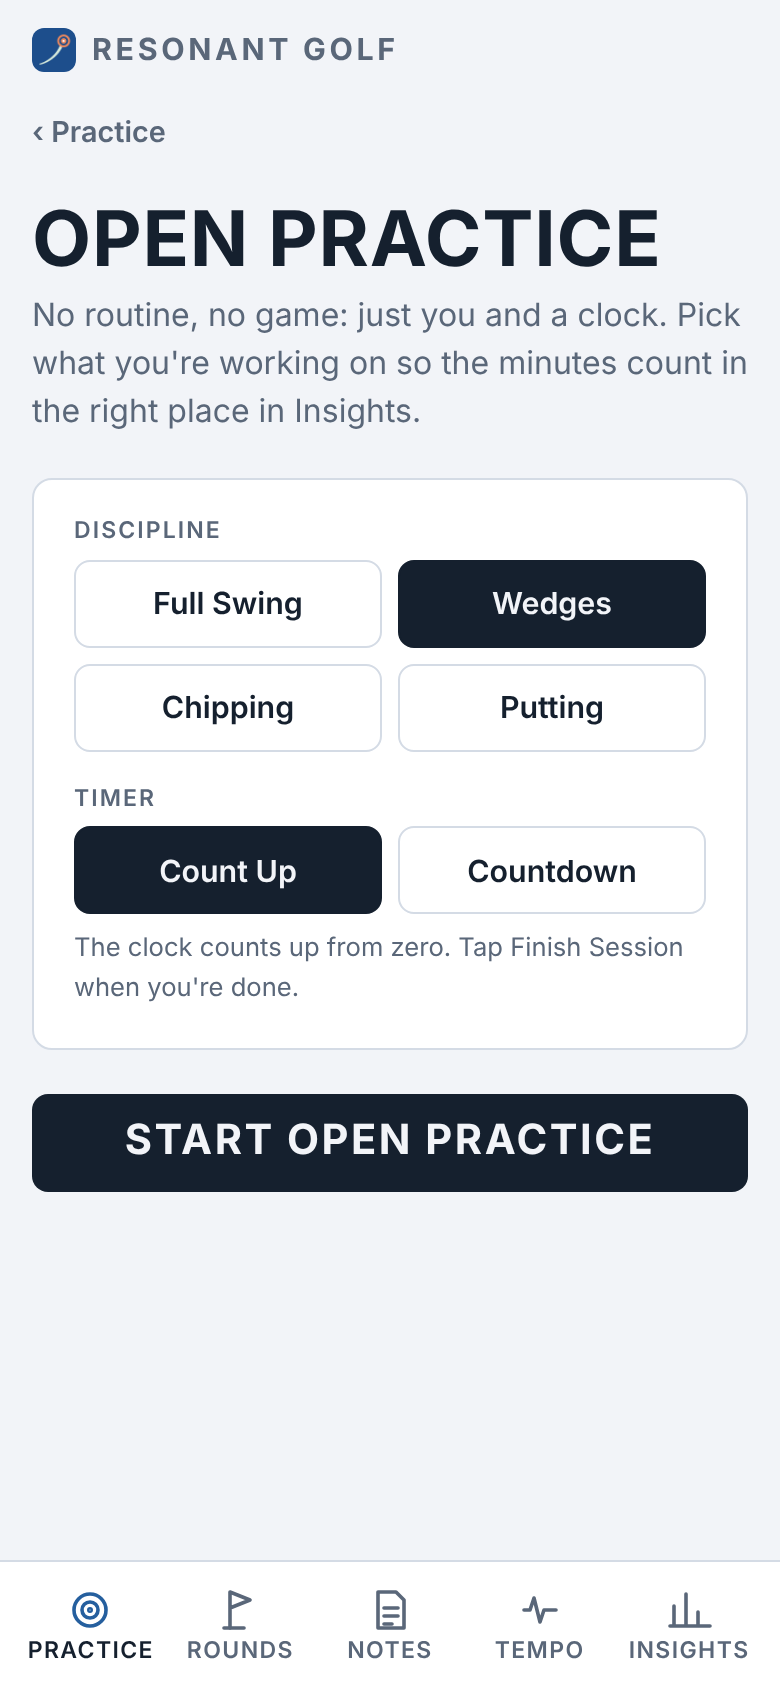 RESONANT GOLF
‹ Practice
OPEN PRACTICE
No routine, no game: just you and a clock. Pick
what you're working on so the minutes count in
the right place in Insights.
DISCIPLINE
Full Swing
Wedges
Chipping
Putting
TIMER
Count Up
Countdown
The clock counts up from zero. Tap Finish Session
when you're done.
START OPEN PRACTICE
PRACTICE
ROUNDS
NOTES
TEMPO
INSIGHTS